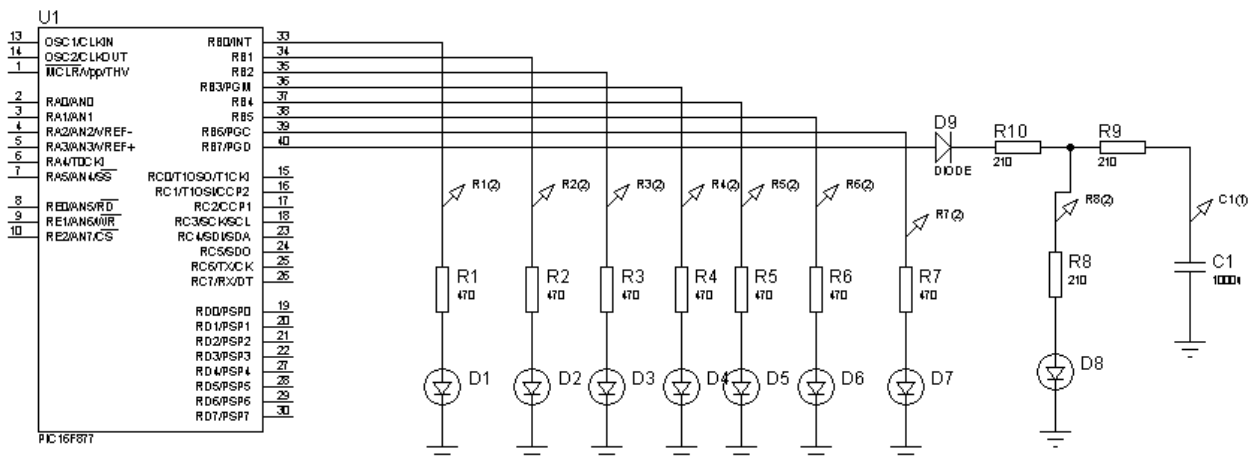 U1
13 OSC1/CLKIN
14 OSC2/CLKOUT
1 MCLR/Vpp/THV
2 RA0/AN0
3 RA1/AN1
4 RA2/AN2/VREF-
5 RA3/AN3/VREF+
6 RA4/T0CKI
7 RA5/AN4/SS
8 RE0/AN5/RD
9 RE1/AN6/WR
10 RE2/AN7/CS
RB0/INT 33
RB1 34
RB2 35
RB3/PGM 36
RB4 37
RB5 38
RB6/PGC 39
RB7/PGD 40
RC0/T1OSO/T1CKI 15
RC1/T1OSI/CCP2 16
RC2/CCP1 17
RC3/SCK/SCL 18
RC4/SDI/SDA 23
RC5/SDO 24
RC6/TX/CK 25
RC7/RX/DT 26
RD0/PSP0 19
RD1/PSP1 20
RD2/PSP2 21
RD3/PSP3 22
RD4/PSP4 27
RD5/PSP5 28
RD6/PSP6 29
RD7/PSP7 30
PIC16F877
D9
DIODE
R10
210
R9
210
R1(2)
R2(2)
R3(2)
R4(2)
R5(2)
R6(2)
R7(2)
R8(2)
C1(1)
R1
470
R2
470
R3
470
R4
470
R5
470
R6
470
R7
470
R8
210
C1
1000u
D1
D2
D3
D4
D5
D6
D7
D8